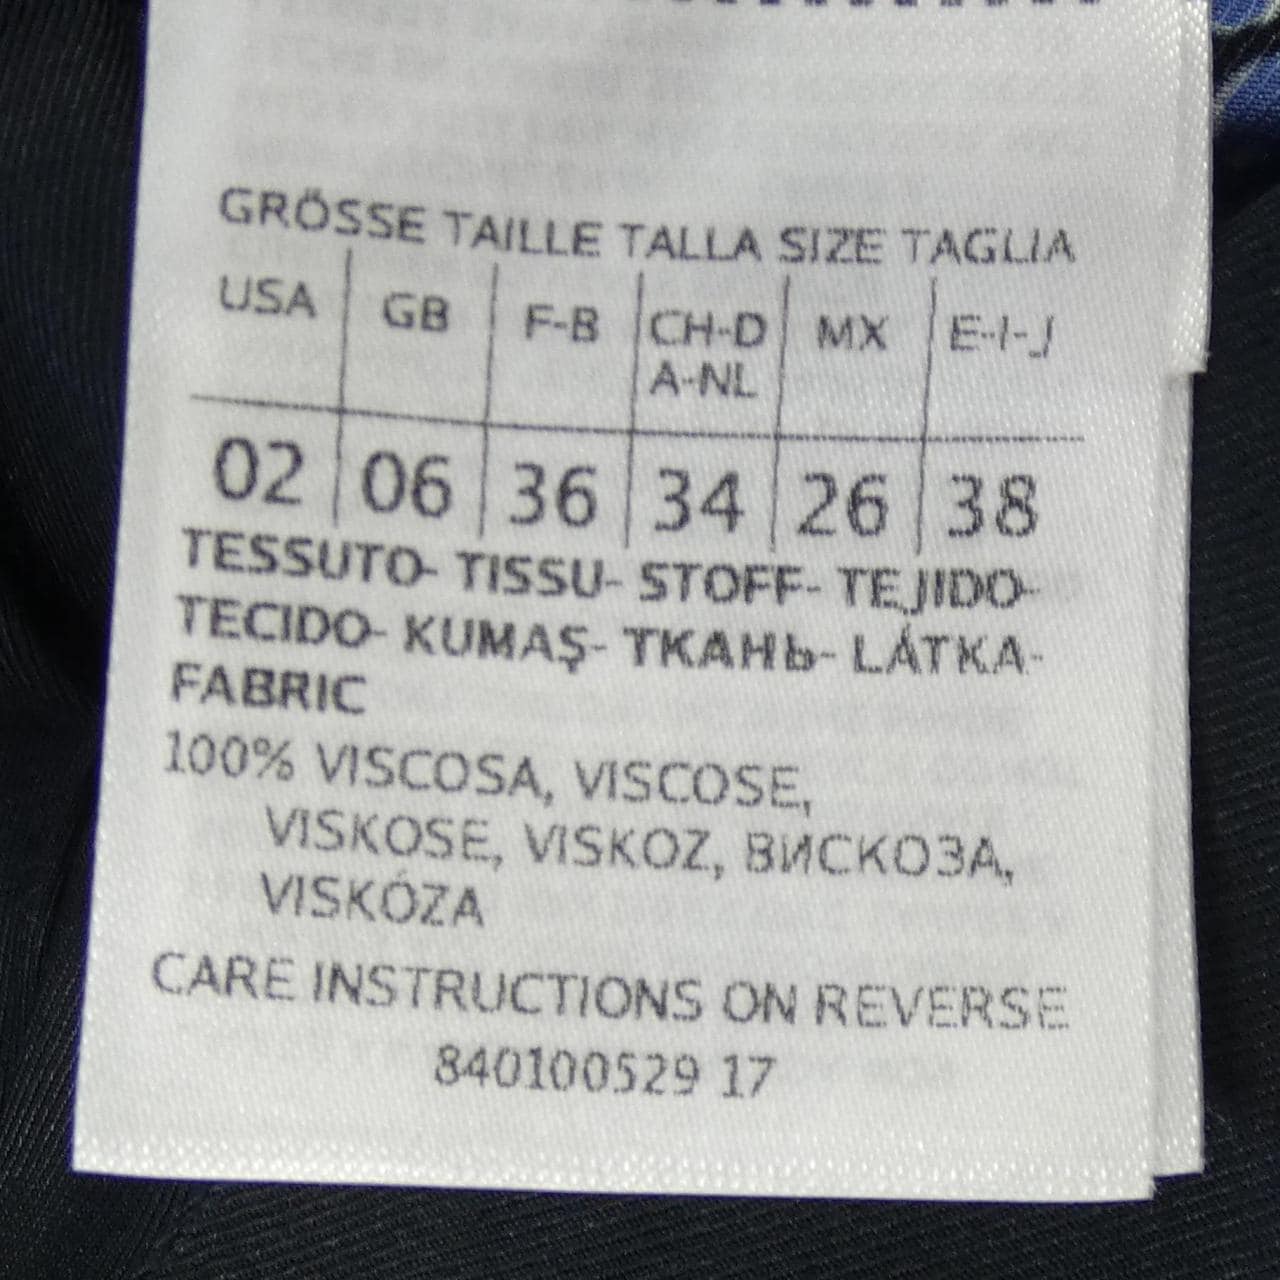 GRÖSSE TAILLE TALLA SIZE TAGLIA
USA GB F-B CH-D A-NL MX E-I-J
02 06 36 34 26 38
TESSUTO- TISSU- STOFF- TEJIDO-
TECIDO- KUMAŞ- ТКАНЬ- LÁTKA-
FABRIC
100% VISCOSA, VISCOSE,
VISKOSE, VISKOZ, ВИСКОЗА,
VISKÓZA
CARE INSTRUCTIONS ON REVERSE
840100529 17